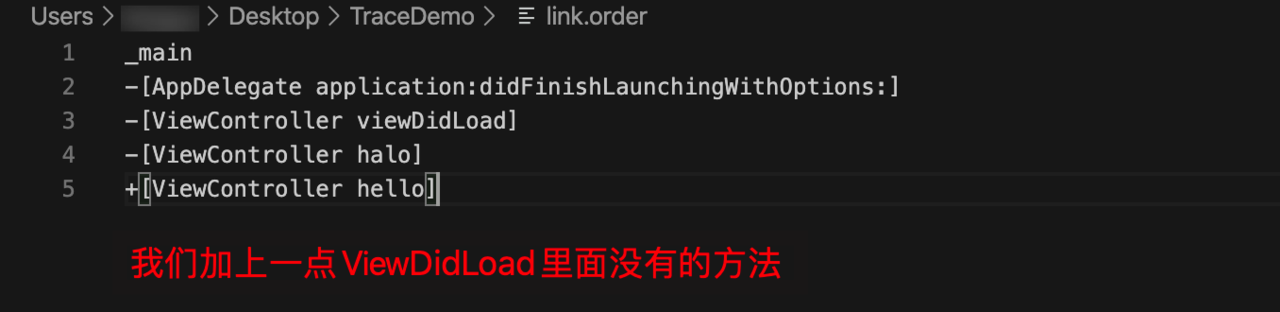 Users > > Desktop > TraceDemo > link.order
1 _main
2 -[AppDelegate application:didFinishLaunchingWithOptions:]
3 -[ViewController viewDidLoad]
4 -[ViewController halo]
5 +[ViewController hello]
我们加上一点ViewDidLoad里面没有的方法